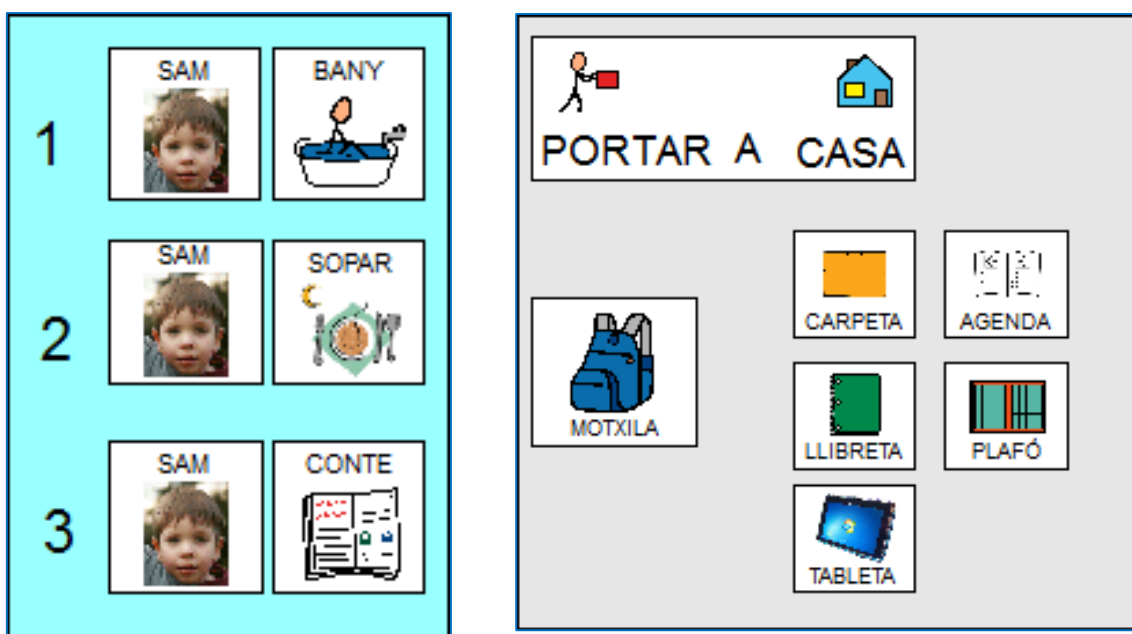 1
SAM
BANY
2
SAM
SOPAR
3
SAM
CONTE
PORTAR A CASA
MOTXILA
CARPETA
AGENDA
LLIBRETA
PLAFÓ
TABLETA